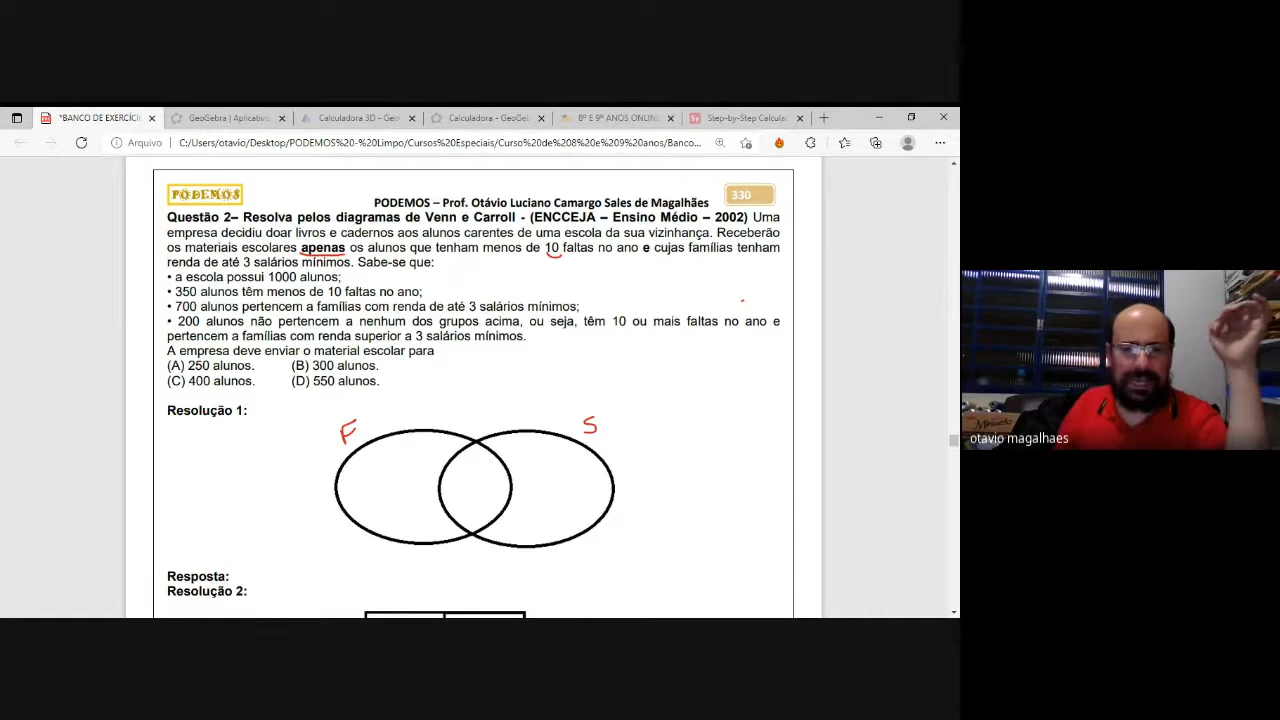 *BANCO DE EXERCÍCI
GeoGebra | Aplicativo
Calculadora 3D - Geo
Calculadora - GeoGeb
8º E 9º ANOS ONLINE
Step-by-Step Calculat
Arquivo
C:/Users/otavio/Desktop/PODEMOS%20-%20Limpo/Cursos%20Especiais/Curso%20de%208%20e%209%20anos/Banco...
PODEMOS
PODEMOS – Prof. Otávio Luciano Camargo Sales de Magalhães
330
Questão 2– Resolva pelos diagramas de Venn e Carroll - (ENCCEJA – Ensino Médio – 2002) Uma
empresa decidiu doar livros e cadernos aos alunos carentes de uma escola da sua vizinhança. Receberão
os materiais escolares apenas os alunos que tenham menos de 10 faltas no ano e cujas famílias tenham
renda de até 3 salários mínimos. Sabe-se que:
• a escola possui 1000 alunos;
• 350 alunos têm menos de 10 faltas no ano;
• 700 alunos pertencem a famílias com renda de até 3 salários mínimos;
• 200 alunos não pertencem a nenhum dos grupos acima, ou seja, têm 10 ou mais faltas no ano e
pertencem a famílias com renda superior a 3 salários mínimos.
A empresa deve enviar o material escolar para
(A) 250 alunos. (B) 300 alunos.
(C) 400 alunos. (D) 550 alunos.
Resolução 1:
F S
Resposta:
Resolução 2:
otavio magalhaes